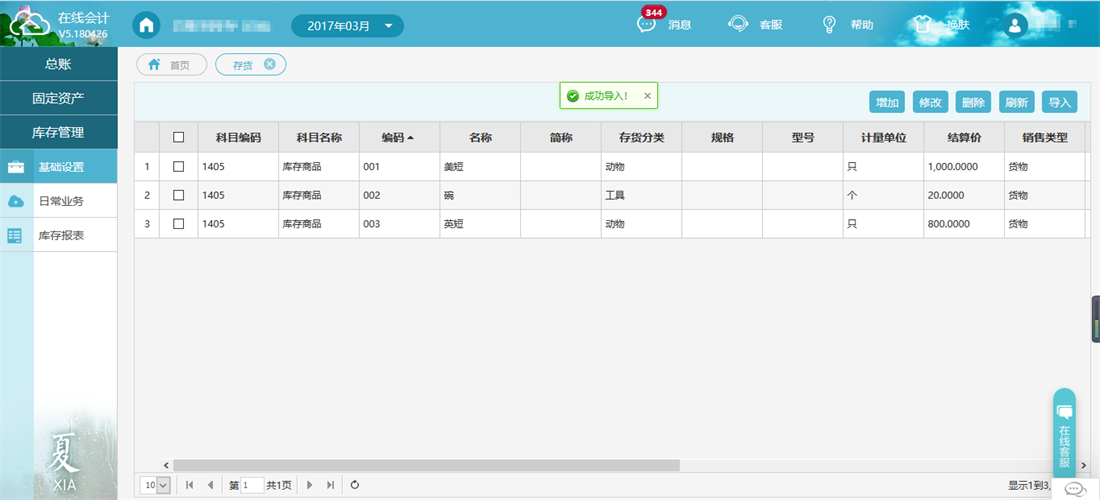 在线会计
V5.180426
2017年03月
344
消息
客服
帮助
换肤
总账
固定资产
库存管理
基础设置
日常业务
库存报表
夏
XIA
首页
存货
成功导入！
增加 修改 删除 刷新 导入
科目编码 科目名称 编码 名称 简称 存货分类 规格 型号 计量单位 结算价 销售类型
1 1405 库存商品 001 美短 动物 只 1,000.0000 货物
2 1405 库存商品 002 碗 工具 个 20.0000 货物
3 1405 库存商品 003 英短 动物 只 800.0000 货物
在线客服
10 第 1 共1页
显示1到3,